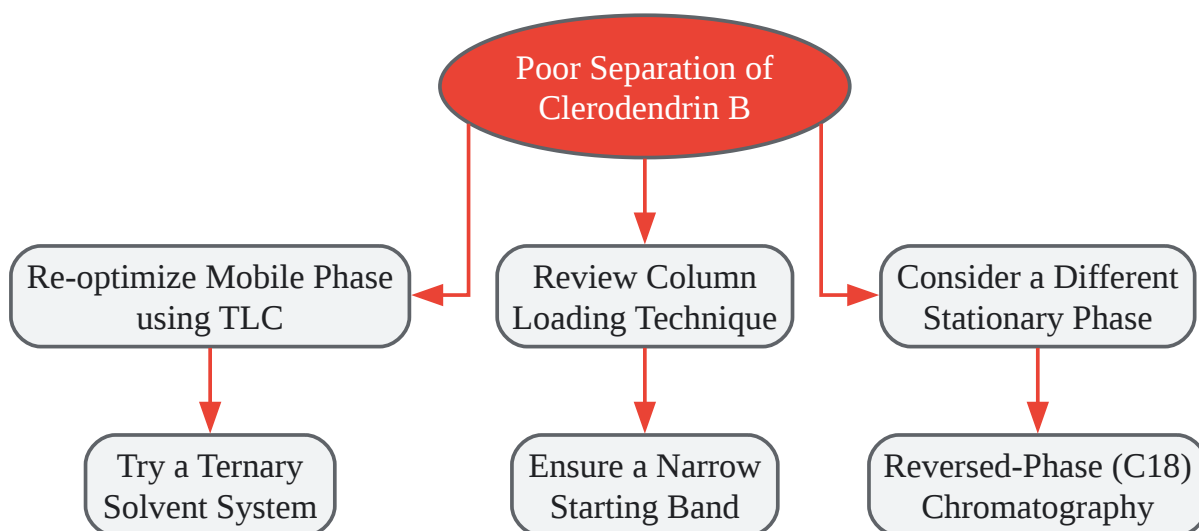 Poor Separation of
Clerodendrin B
Re-optimize Mobile Phase
using TLC
Review Column
Loading Technique
Consider a Different
Stationary Phase
Try a Ternary
Solvent System
Ensure a Narrow
Starting Band
Reversed-Phase (C18)
Chromatography